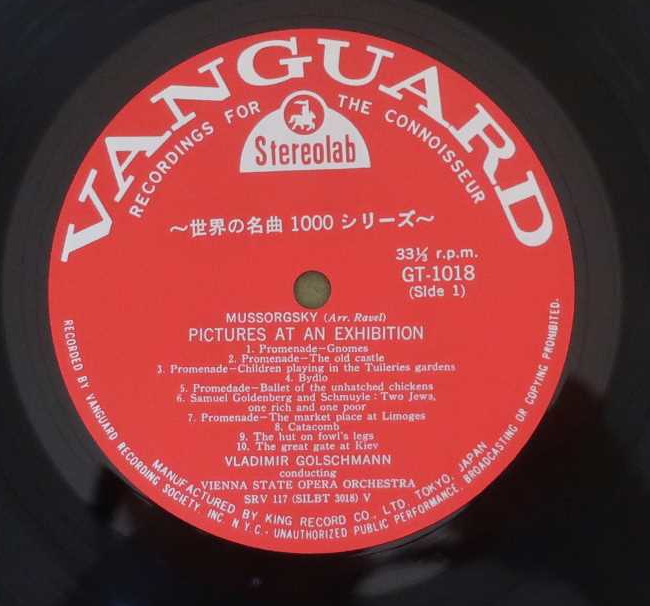 VANGUARD
RECORDINGS FOR THE CONNOISSEUR
Stereolab
～世界の名曲 1000 シリーズ～
33⅓ r.p.m.
GT-1018
(Side 1)
MUSSORGSKY (Arr. Ravel)
PICTURES AT AN EXHIBITION
1. Promenade—Gnomes
2. Promenade—The old castle
3. Promenade—Children playing in the Tuileries gardens
4. Bydlo
5. Promedade—Ballet of the unhatched chickens
6. Samuel Goldenberg and Schmuyle: Two Jews,
one rich and one poor
7. Promenade—The market place at Limoges
8. Catacomb
9. The hut on fowl's legs
10. The great gate at Kiev
VLADIMIR GOLSCHMANN
conducting
VIENNA STATE OPERA ORCHESTRA
SRV 117 (SILBT 3018) V
MANUFACTURED BY KING RECORD CO., LTD. TOKYO, JAPAN
RECORDED BY VANGUARD RECORDING SOCIETY, INC. N.Y.C. · UNAUTHORIZED PUBLIC PERFORMANCE, BROADCASTING OR COPYING PROHIBITED.